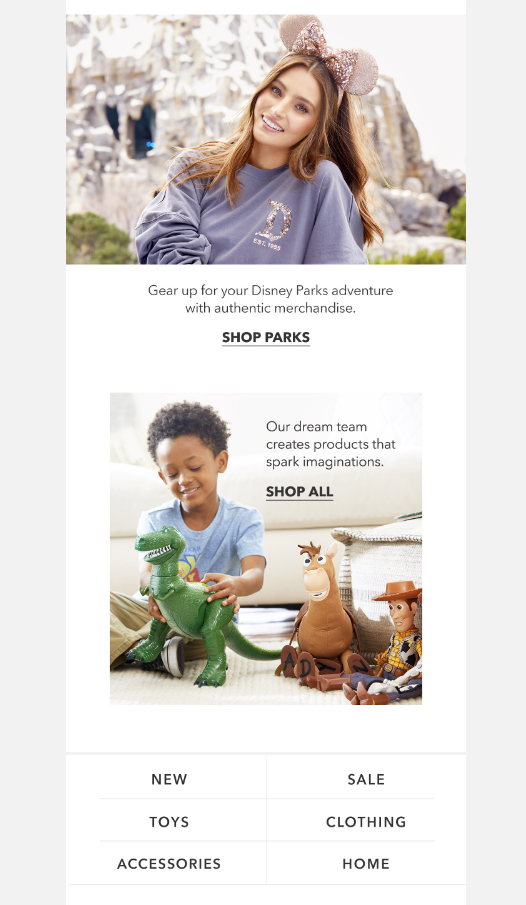 D
EST. 1955
Gear up for your Disney Parks adventure
with authentic merchandise.
SHOP PARKS
Our dream team
creates products that
spark imaginations.
SHOP ALL
NEW
SALE
TOYS
CLOTHING
ACCESSORIES
HOME